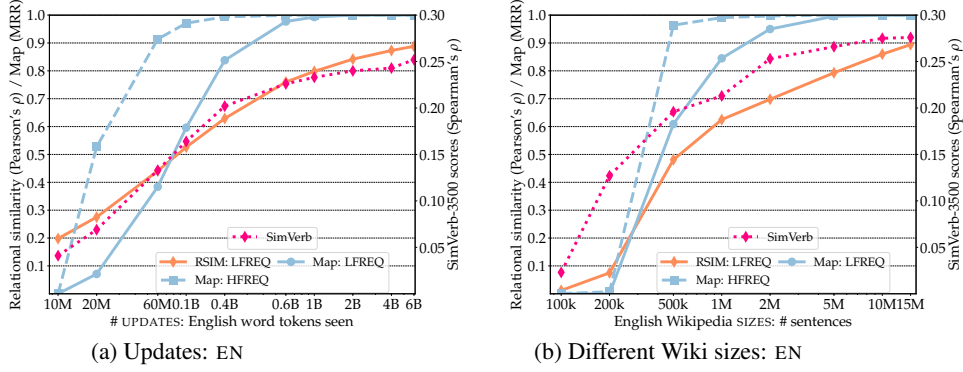 Relational similarity (Pearson's ρ) / Map (MRR)
1.0
0.9
0.8
0.7
0.6
0.5
0.4
0.3
0.2
0.1
0.30
0.25
0.20
0.15
0.10
0.05
SimVerb-3500 scores (Spearman's ρ)
SimVerb
RSIM: LFREQ
Map: LFREQ
Map: HFREQ
10M 20M 60M 0.1B 0.4B 0.6B 1B 2B 4B 6B
# UPDATES: English word tokens seen
(a) Updates: EN
Relational similarity (Pearson's ρ) / Map (MRR)
1.0
0.9
0.8
0.7
0.6
0.5
0.4
0.3
0.2
0.1
0.30
0.25
0.20
0.15
0.10
0.05
SimVerb-3500 scores (Spearman's ρ)
SimVerb
RSIM: LFREQ
Map: LFREQ
Map: HFREQ
100k 200k 500k 1M 2M 5M 10M 15M
English Wikipedia SIZES: # sentences
(b) Different Wiki sizes: EN